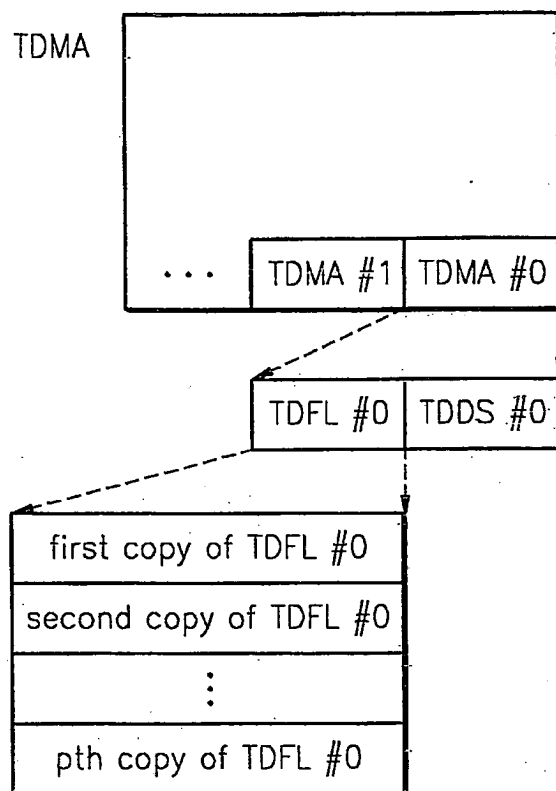 TDMA
... TDMA #1 TDMA #0
TDFL #0 TDDS #0
first copy of TDFL #0
second copy of TDFL #0
⋮
pth copy of TDFL #0